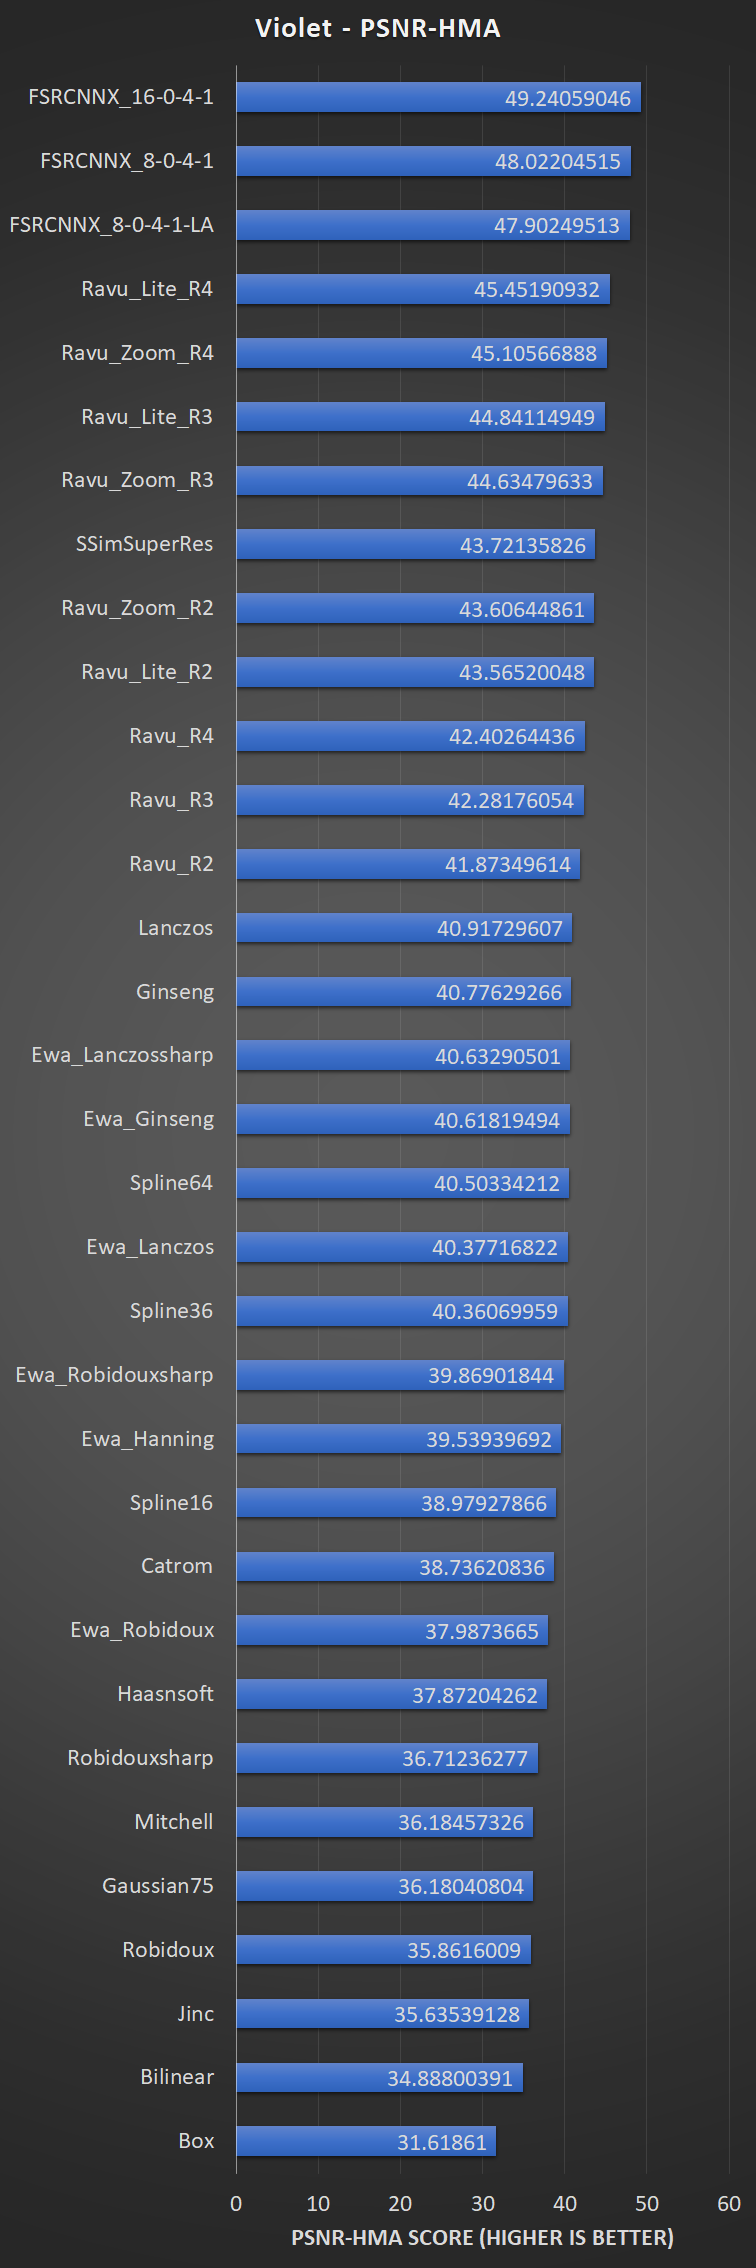 Violet - PSNR-HMA
FSRCNNX_16-0-4-1 49.24059046
FSRCNNX_8-0-4-1 48.02204515
FSRCNNX_8-0-4-1-LA 47.90249513
Ravu_Lite_R4 45.45190932
Ravu_Zoom_R4 45.10566888
Ravu_Lite_R3 44.84114949
Ravu_Zoom_R3 44.63479633
SSimSuperRes 43.72135826
Ravu_Zoom_R2 43.60644861
Ravu_Lite_R2 43.56520048
Ravu_R4 42.40264436
Ravu_R3 42.28176054
Ravu_R2 41.87349614
Lanczos 40.91729607
Ginseng 40.77629266
Ewa_Lanczossharp 40.63290501
Ewa_Ginseng 40.61819494
Spline64 40.50334212
Ewa_Lanczos 40.37716822
Spline36 40.36069959
Ewa_Robidouxsharp 39.86901844
Ewa_Hanning 39.53939692
Spline16 38.97927866
Catrom 38.73620836
Ewa_Robidoux 37.9873665
Haasnsoft 37.87204262
Robidouxsharp 36.71236277
Mitchell 36.18457326
Gaussian75 36.18040804
Robidoux 35.8616009
Jinc 35.63539128
Bilinear 34.88800391
Box 31.61861
0 10 20 30 40 50 60
PSNR-HMA SCORE (HIGHER IS BETTER)